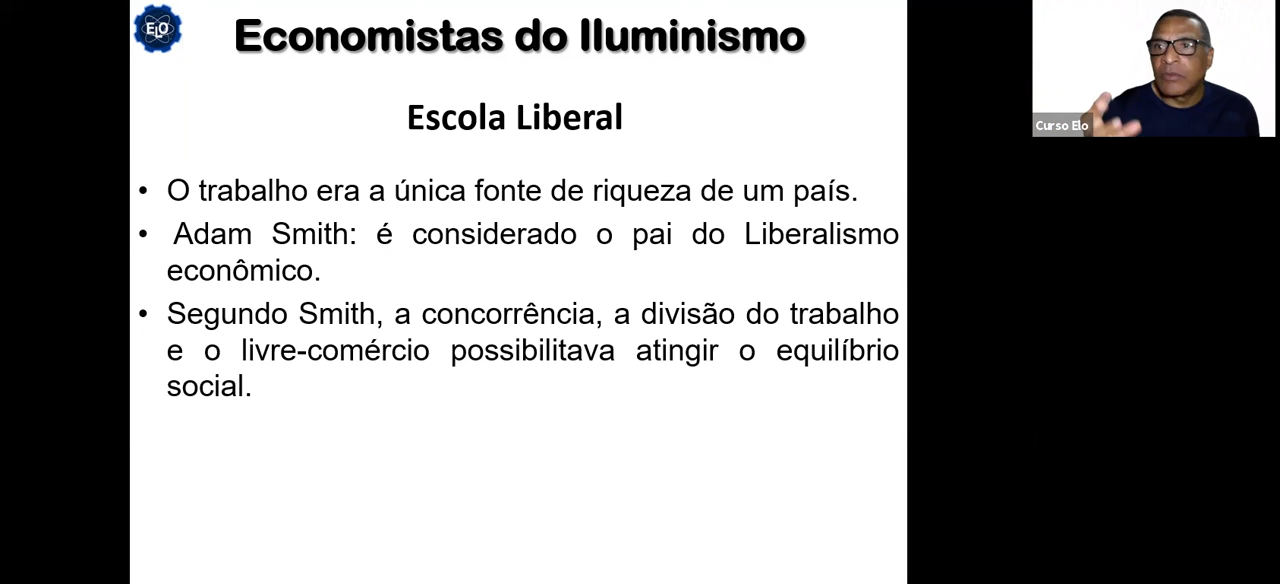 ELO
Economistas do Iluminismo
Escola Liberal
• O trabalho era a única fonte de riqueza de um país.
• Adam Smith: é considerado o pai do Liberalismo
econômico.
• Segundo Smith, a concorrência, a divisão do trabalho
e o livre-comércio possibilitava atingir o equilíbrio
social.
Curso Elo